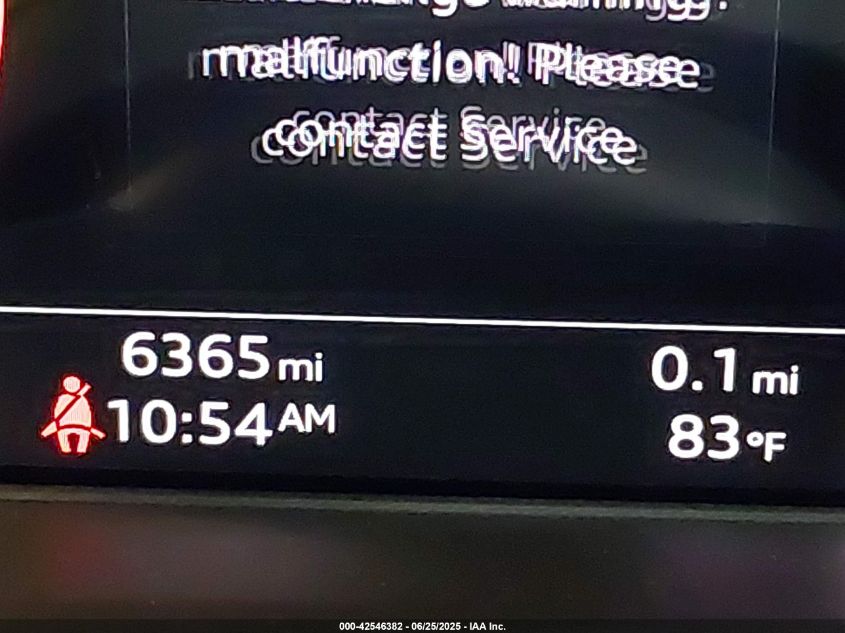 malfunction! Please
contact Service
6365 mi
0.1 mi
10:54 AM
83 °F
000-42546382 - 06/25/2025 - IAA Inc.